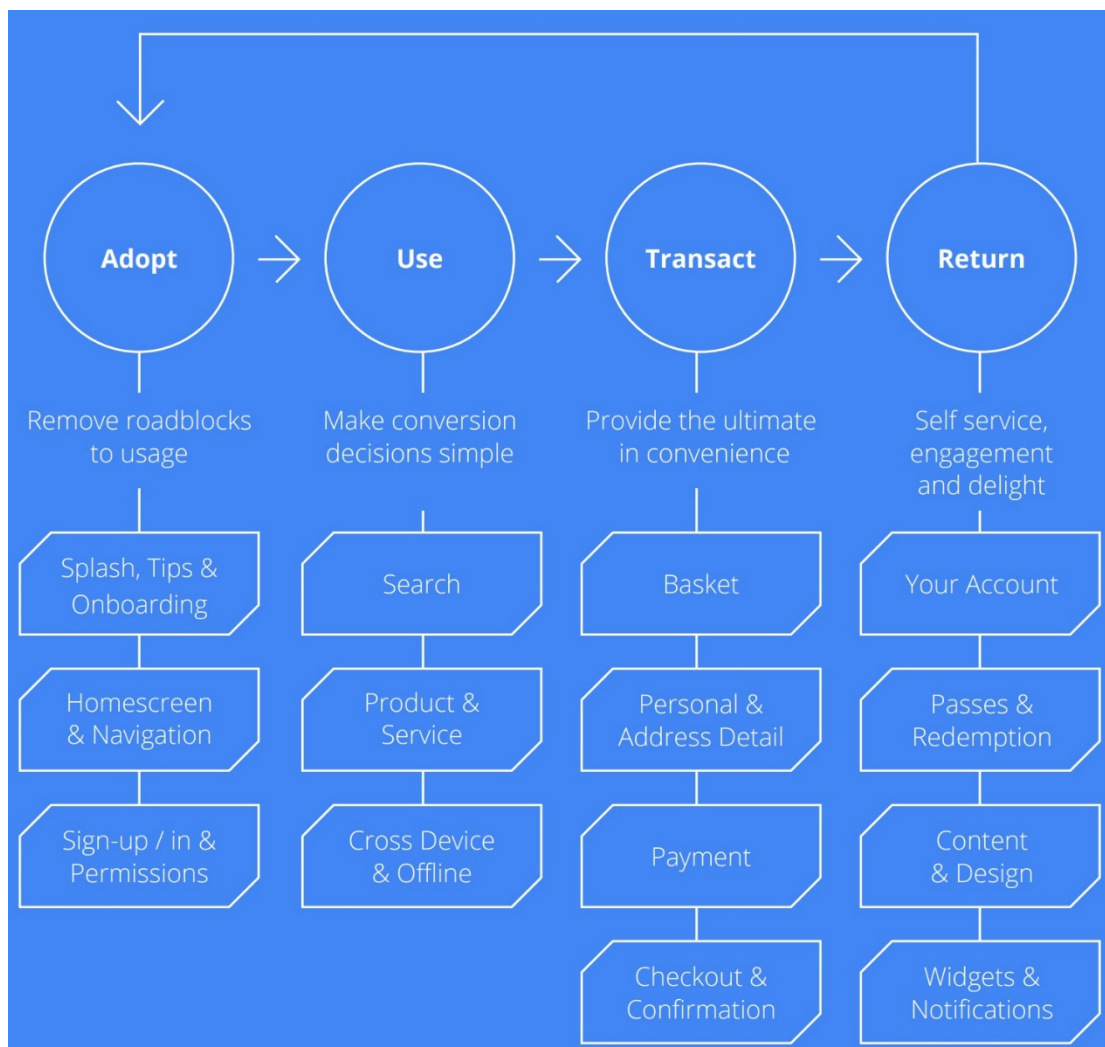 Adopt
Use
Transact
Return
Remove roadblocks
to usage
Make conversion
decisions simple
Provide the ultimate
in convenience
Self service,
engagement
and delight
Splash, Tips &
Onboarding
Search
Basket
Your Account
Homescreen
& Navigation
Product &
Service
Personal &
Address Detail
Passes &
Redemption
Sign-up / in &
Permissions
Cross Device
& Offline
Payment
Content
& Design
Checkout &
Confirmation
Widgets &
Notifications